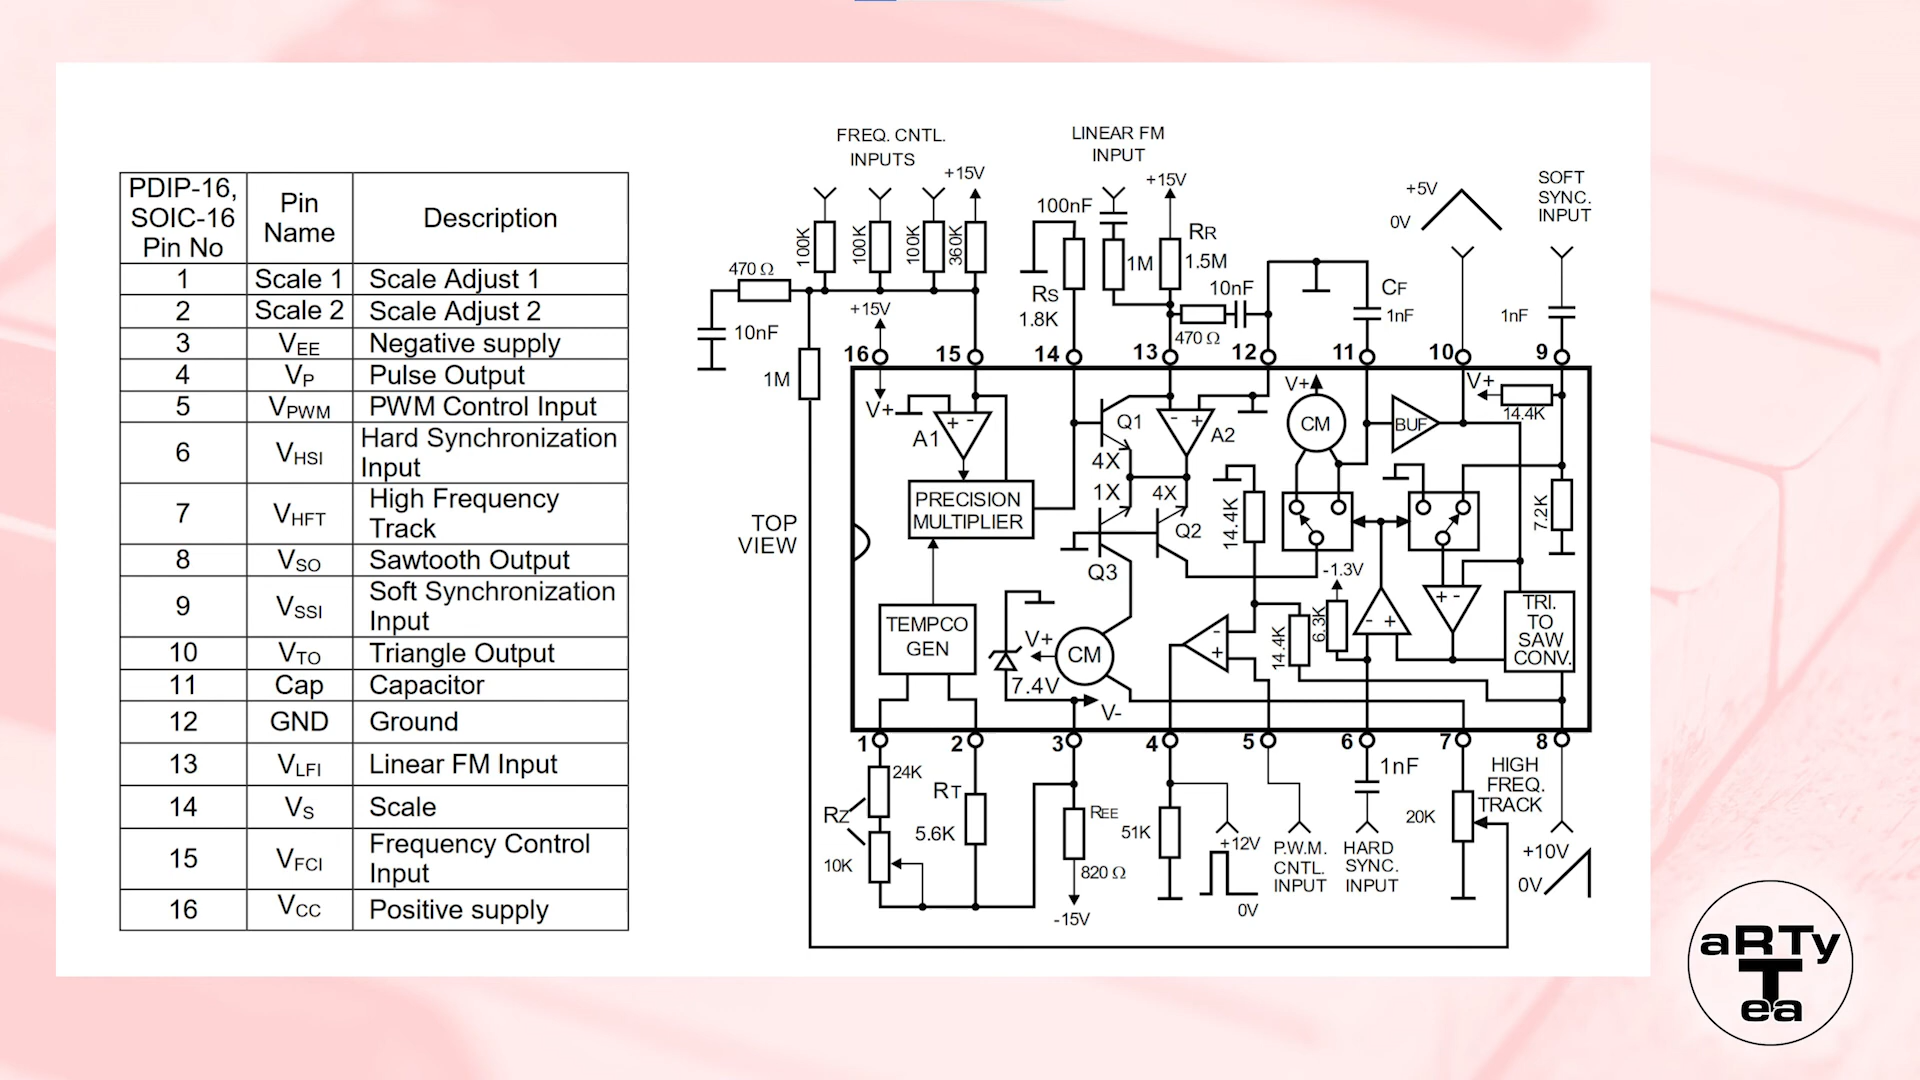 PDIP-16,
SOIC-16
Pin No
Pin
Name
Description
1 Scale 1 Scale Adjust 1
2 Scale 2 Scale Adjust 2
3 VEE Negative supply
4 VP Pulse Output
5 VPWM PWM Control Input
6 VHSI Hard Synchronization
Input
7 VHFT High Frequency
Track
8 VSO Sawtooth Output
9 VSSI Soft Synchronization
Input
10 VTO Triangle Output
11 Cap Capacitor
12 GND Ground
13 VLFI Linear FM Input
14 VS Scale
15 VFCI Frequency Control
Input
16 VCC Positive supply
FREQ. CNTL.
INPUTS
+15V
100K
100K
100K
360K
470 Ω
10nF
+15V
1M
LINEAR FM
INPUT
+15V
100nF
1M
RR
1.5M
RS
1.8K
10nF
470 Ω
CF
1nF
+5V
0V
SOFT
SYNC.
INPUT
1nF
16
15
14
13
12
11
10
9
TOP
VIEW
V+
A1
PRECISION
MULTIPLIER
TEMPCO
GEN
Q1
4X
1X
4X
Q2
Q3
A2
V+
CM
BUF
V+
14.4K
14.4K
7.2K
-1.3V
6.3K
14.4K
V+
CM
7.4V
V-
TRI.
TO
SAW
CONV.
- +
+ -
+ -
- +
-
+
1
2
3
4
5
6
7
8
24K
RZ
10K
RT
5.6K
REE
820 Ω
-15V
51K
+12V
0V
P.W.M.
CNTL.
INPUT
1nF
HARD
SYNC.
INPUT
HIGH
FREQ.
TRACK
20K
+10V
0V
aRTy
T
ea